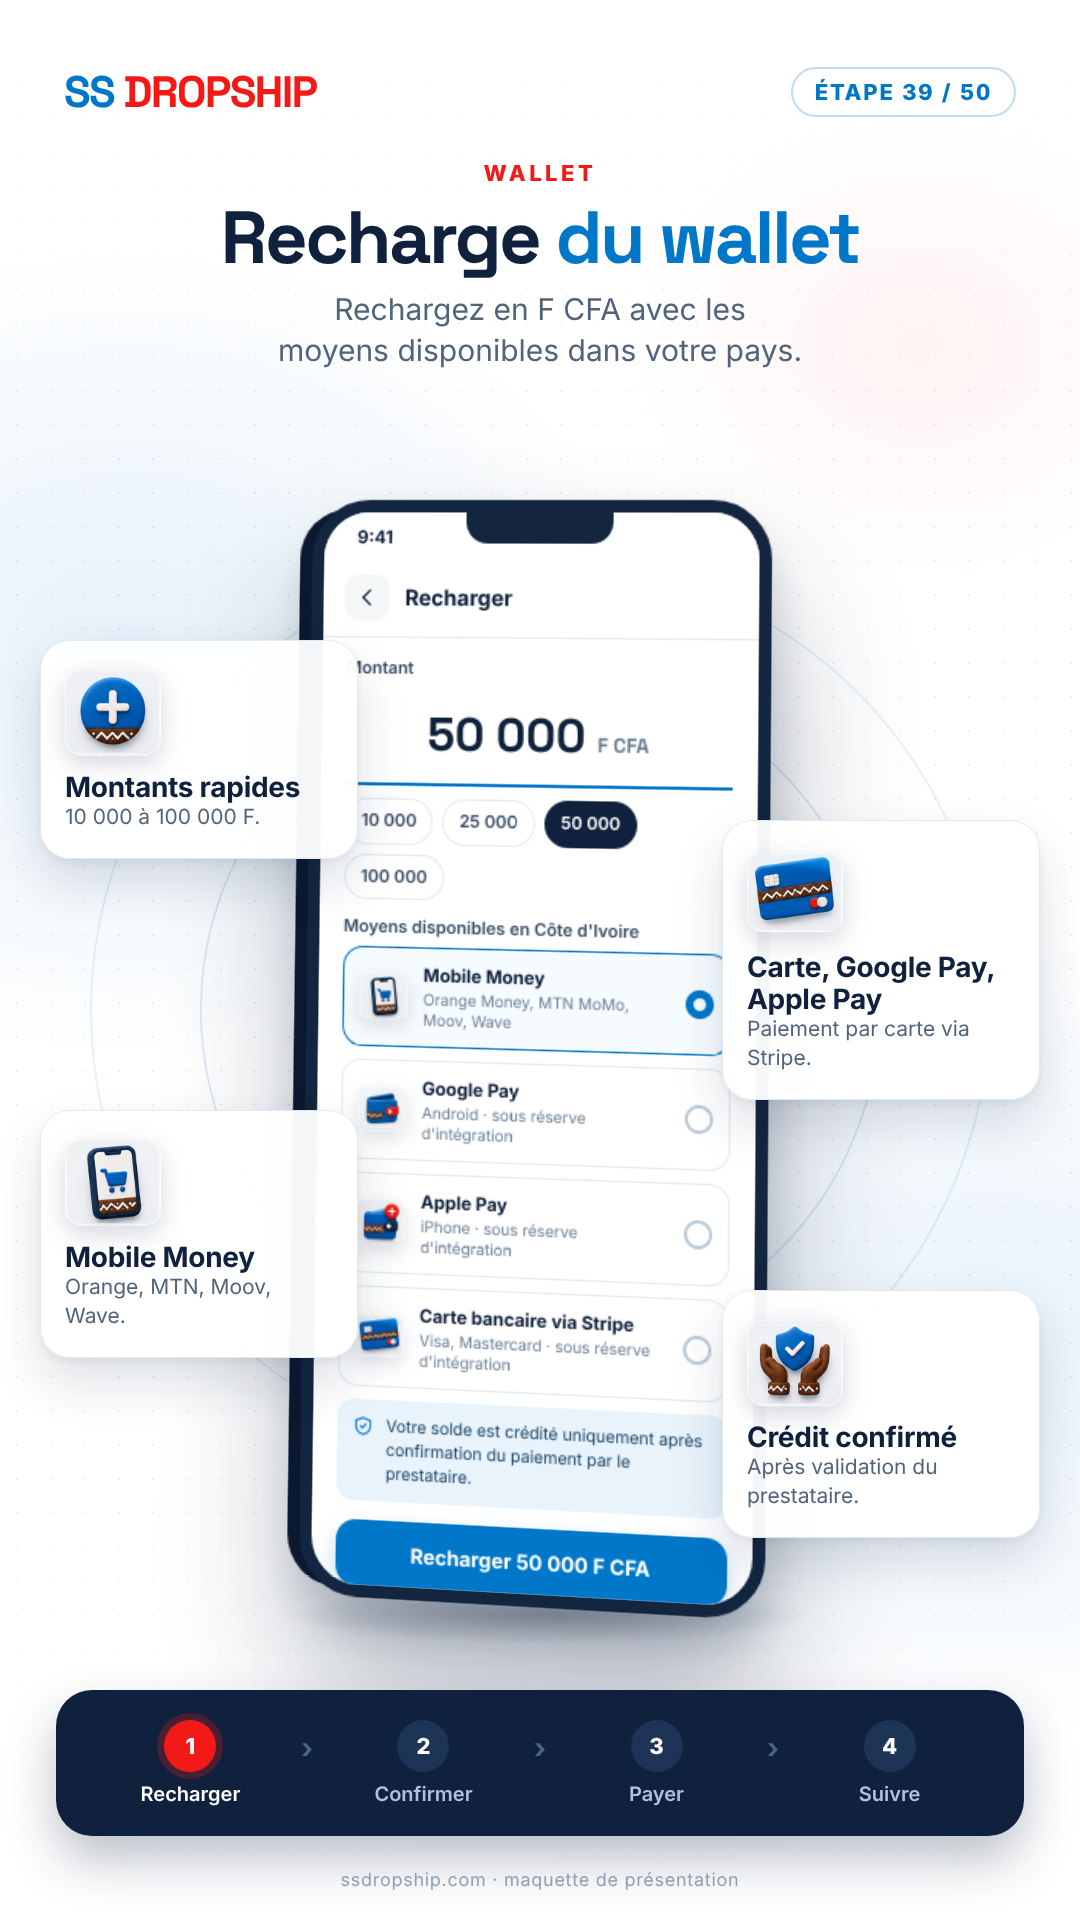 SS DROPSHIP
ÉTAPE 39 / 50
WALLET
Recharge du wallet
Rechargez en F CFA avec les
moyens disponibles dans votre pays.
9:41
Recharger
Montant
50 000 F CFA
10 000
25 000
50 000
100 000
Moyens disponibles en Côte d'Ivoire
Mobile Money
Orange Money, MTN MoMo,
Moov, Wave
Google Pay
Android · sous réserve
d'intégration
Apple Pay
iPhone · sous réserve
d'intégration
Carte bancaire via Stripe
Visa, Mastercard · sous réserve
d'intégration
Votre solde est crédité uniquement après
confirmation du paiement par le
prestataire.
Recharger 50 000 F CFA
Montants rapides
10 000 à 100 000 F.
Carte, Google Pay,
Apple Pay
Paiement par carte via
Stripe.
Mobile Money
Orange, MTN, Moov,
Wave.
Crédit confirmé
Après validation du
prestataire.
1
Recharger
›
2
Confirmer
›
3
Payer
›
4
Suivre
ssdropship.com · maquette de présentation